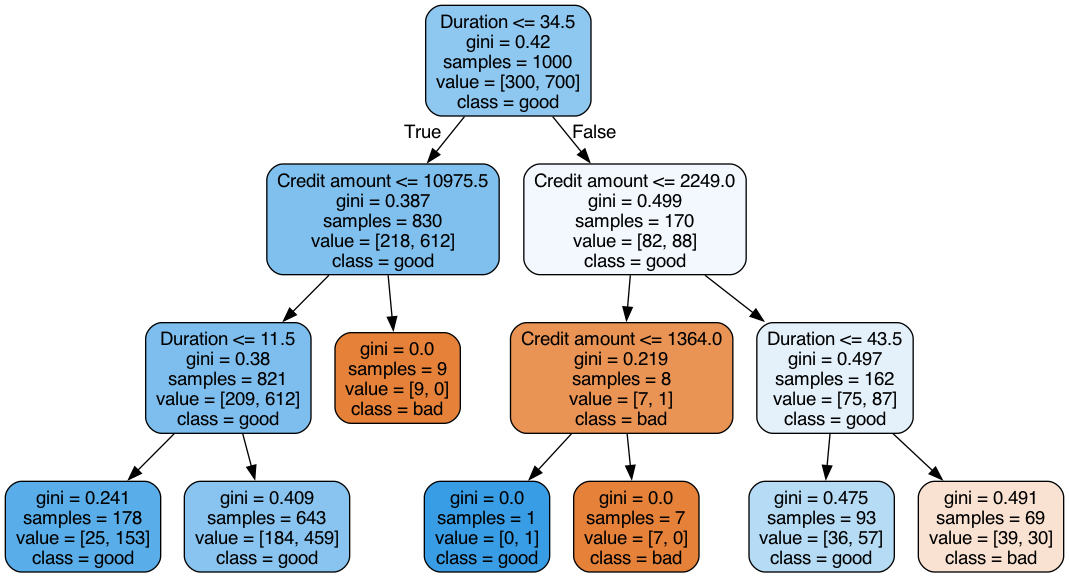 Duration <= 34.5
gini = 0.42
samples = 1000
value = [300, 700]
class = good
True
False
Credit amount <= 10975.5
gini = 0.387
samples = 830
value = [218, 612]
class = good
Credit amount <= 2249.0
gini = 0.499
samples = 170
value = [82, 88]
class = good
Duration <= 11.5
gini = 0.38
samples = 821
value = [209, 612]
class = good
gini = 0.0
samples = 9
value = [9, 0]
class = bad
Credit amount <= 1364.0
gini = 0.219
samples = 8
value = [7, 1]
class = bad
Duration <= 43.5
gini = 0.497
samples = 162
value = [75, 87]
class = good
gini = 0.241
samples = 178
value = [25, 153]
class = good
gini = 0.409
samples = 643
value = [184, 459]
class = good
gini = 0.0
samples = 1
value = [0, 1]
class = good
gini = 0.0
samples = 7
value = [7, 0]
class = bad
gini = 0.475
samples = 93
value = [36, 57]
class = good
gini = 0.491
samples = 69
value = [39, 30]
class = bad